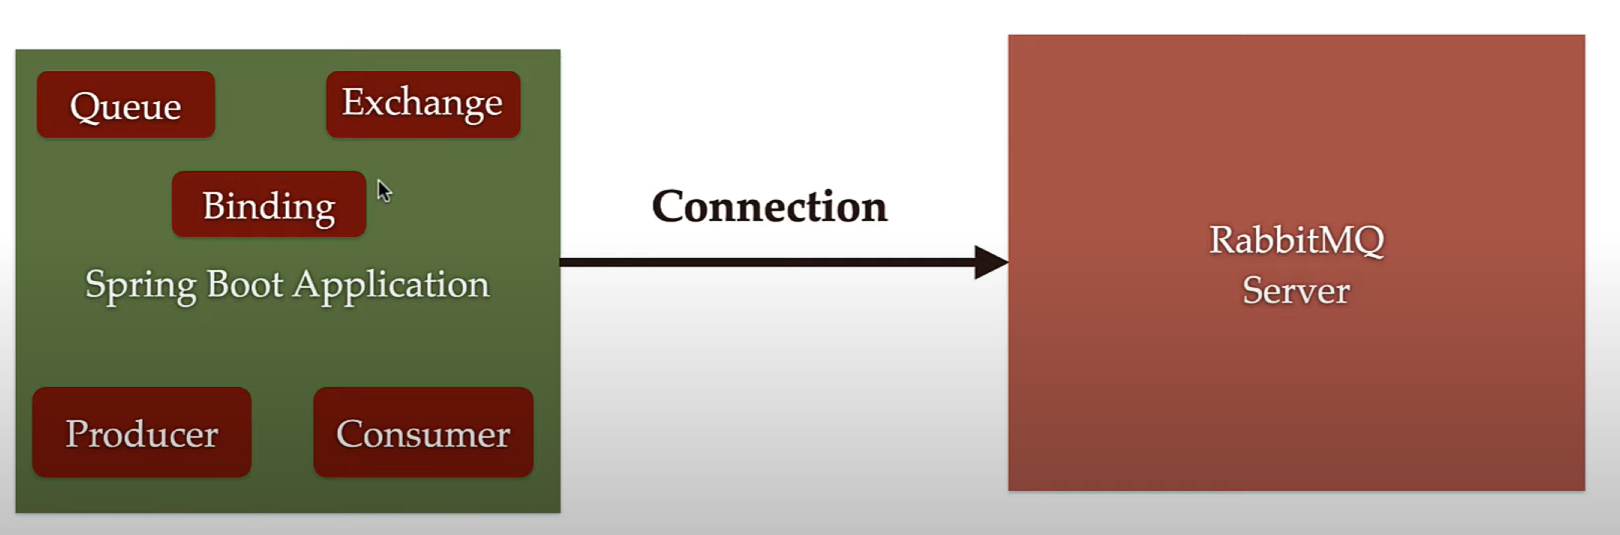 Queue
Exchange
Binding
Spring Boot Application
Producer
Consumer
Connection
RabbitMQ
Server